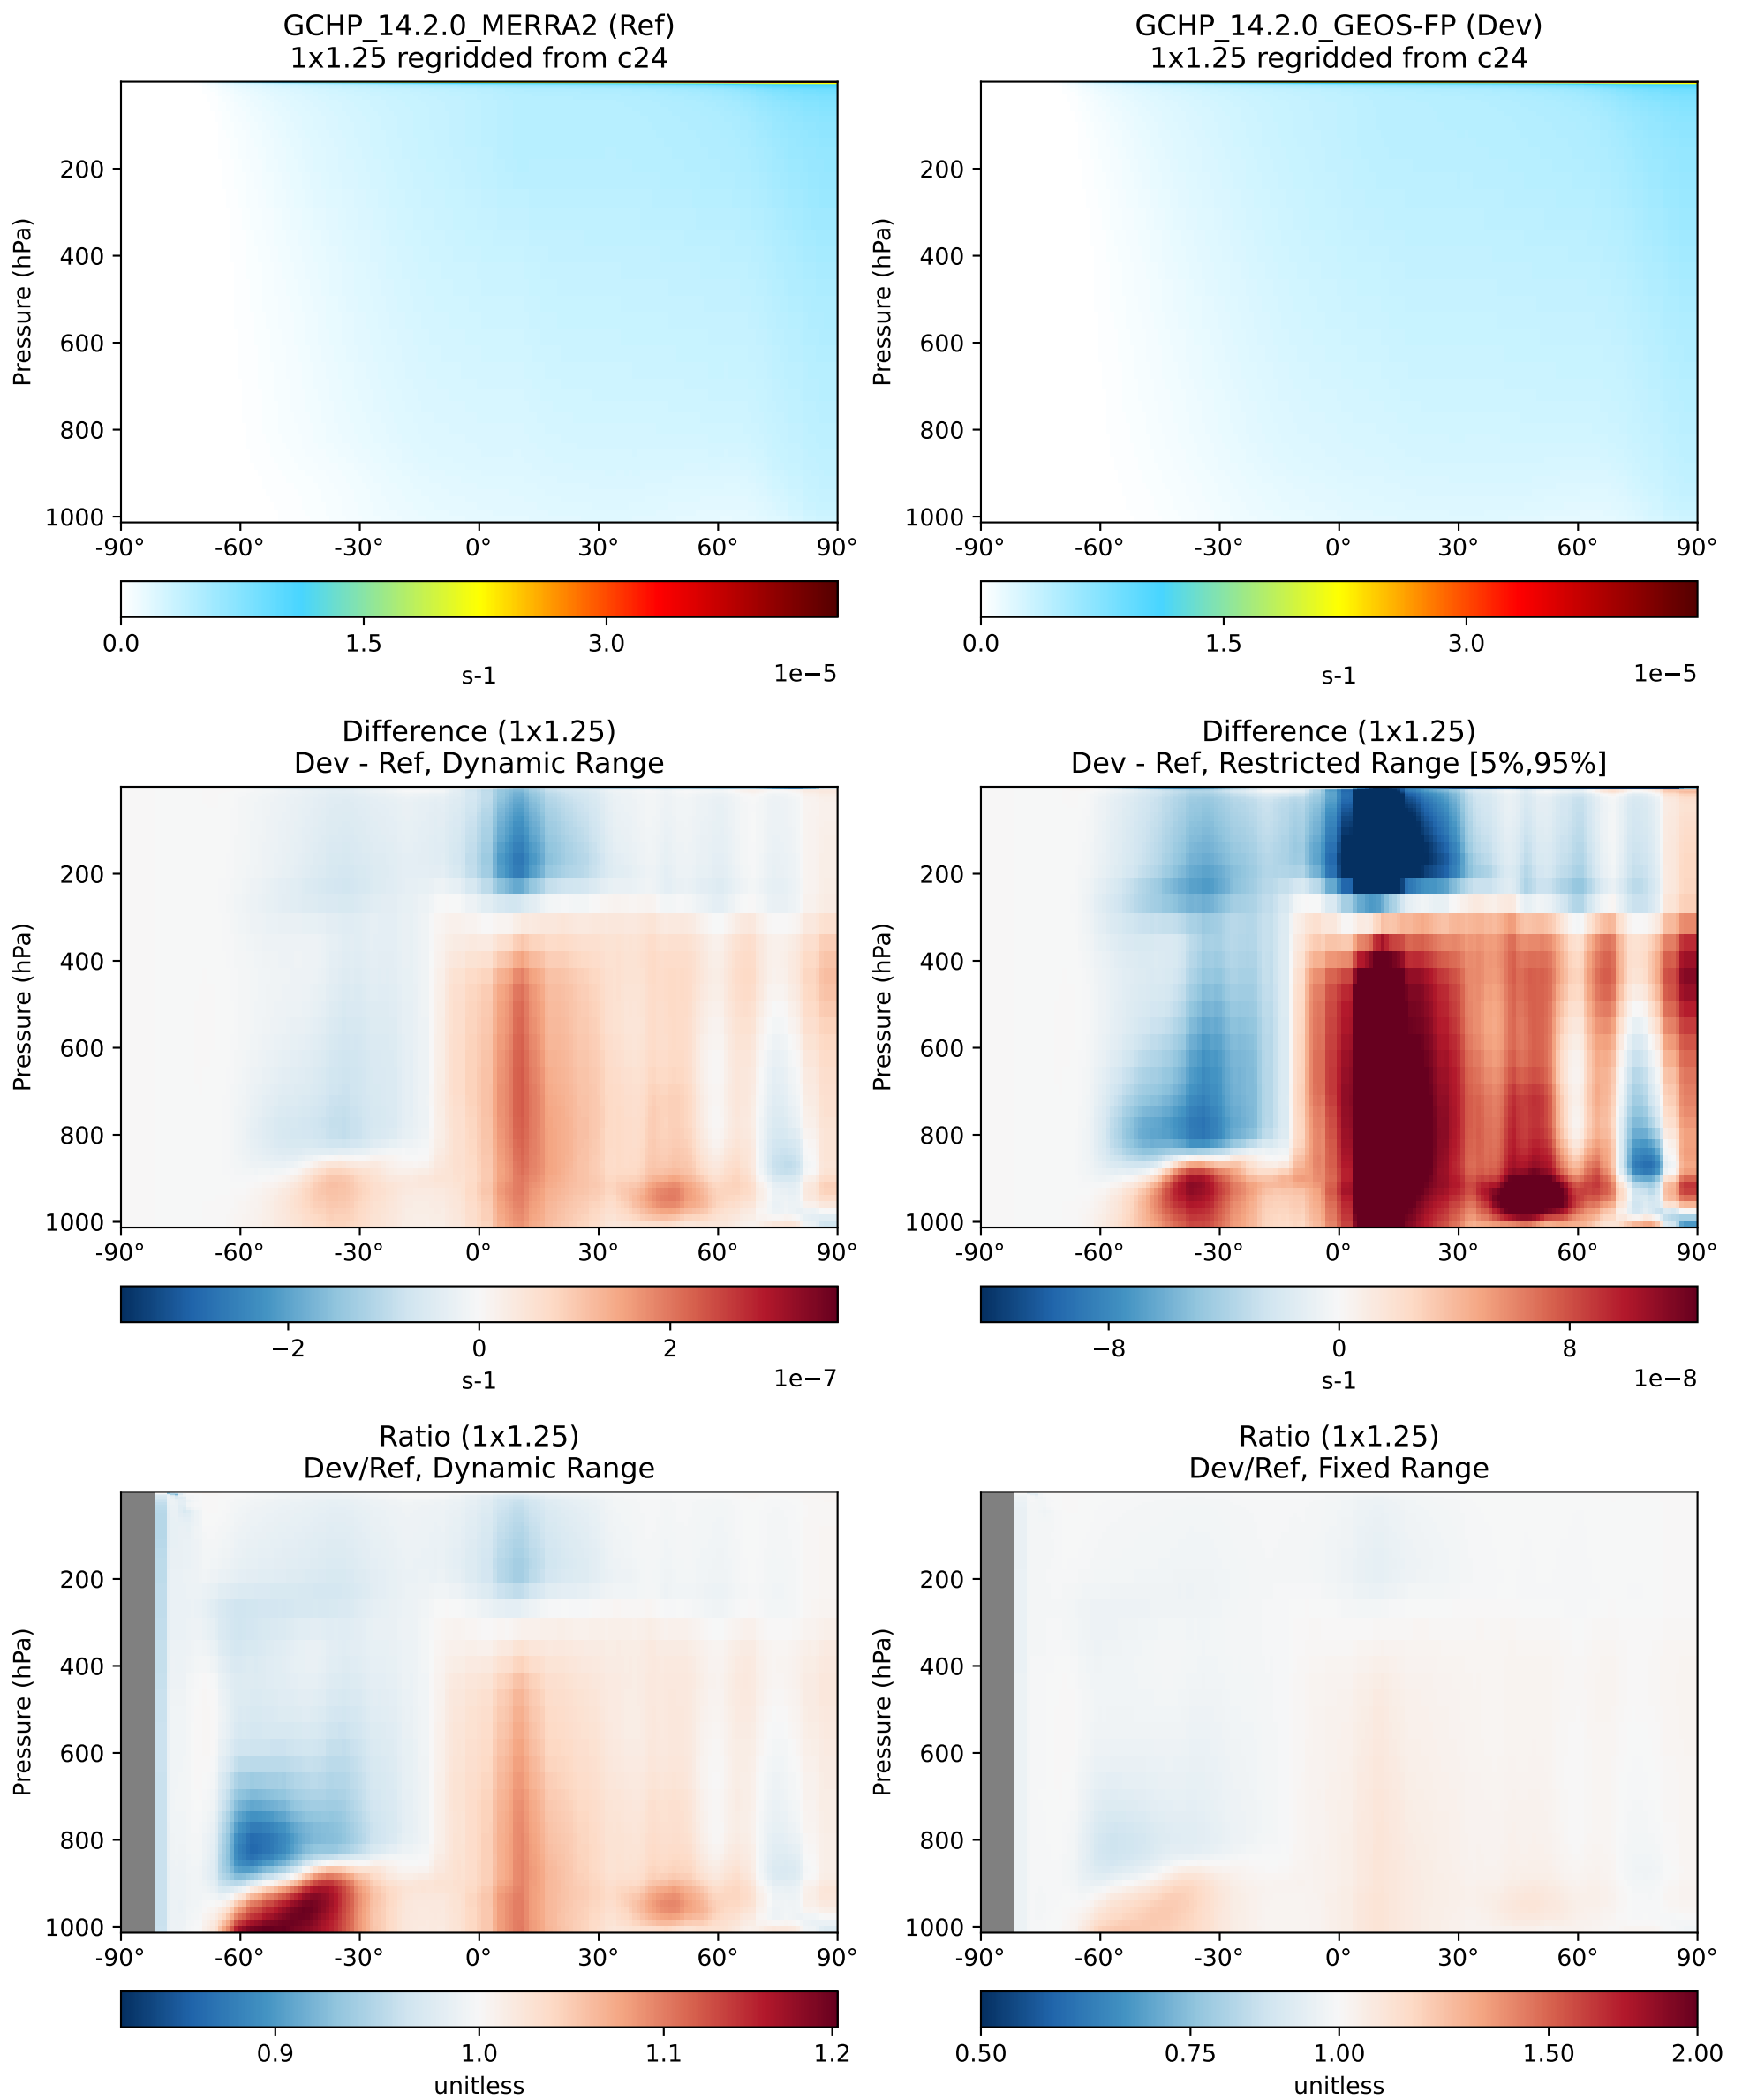 GCHP_14.2.0_MERRA2 (Ref)
1x1.25 regridded from c24
Pressure (hPa)
200
400
600
800
1000
-90° -60° -30° 0° 30° 60° 90°
0.0 1.5 3.0
s-1
1e−5
GCHP_14.2.0_GEOS-FP (Dev)
1x1.25 regridded from c24
Pressure (hPa)
200
400
600
800
1000
-90° -60° -30° 0° 30° 60° 90°
0.0 1.5 3.0
s-1
1e−5
Difference (1x1.25)
Dev - Ref, Dynamic Range
Pressure (hPa)
200
400
600
800
1000
-90° -60° -30° 0° 30° 60° 90°
−2 0 2
s-1
1e−7
Difference (1x1.25)
Dev - Ref, Restricted Range [5%,95%]
Pressure (hPa)
200
400
600
800
1000
-90° -60° -30° 0° 30° 60° 90°
−8 0 8
s-1
1e−8
Ratio (1x1.25)
Dev/Ref, Dynamic Range
Pressure (hPa)
200
400
600
800
1000
-90° -60° -30° 0° 30° 60° 90°
0.9 1.0 1.1 1.2
unitless
Ratio (1x1.25)
Dev/Ref, Fixed Range
Pressure (hPa)
200
400
600
800
1000
-90° -60° -30° 0° 30° 60° 90°
0.50 0.75 1.00 1.50 2.00
unitless